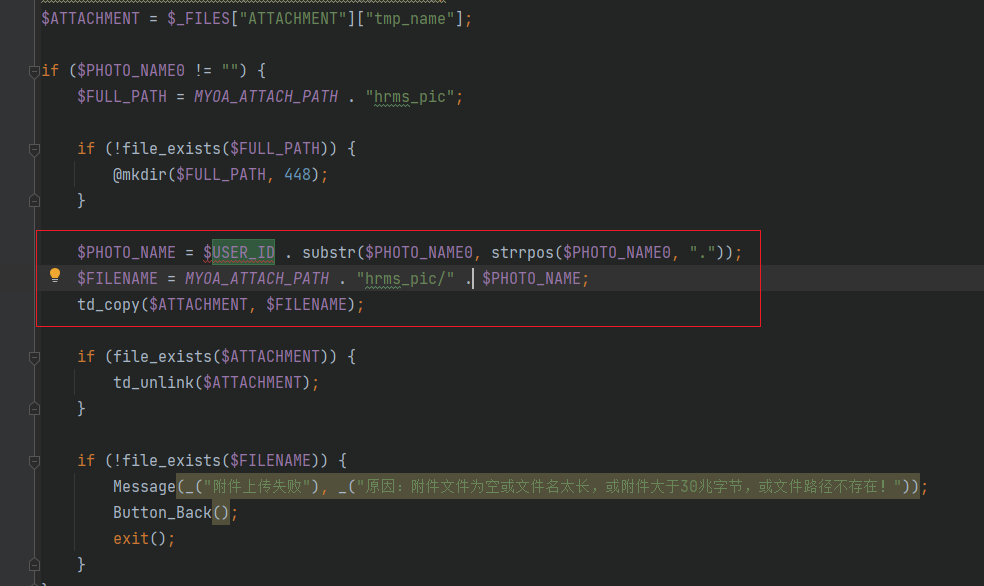 $ATTACHMENT = $_FILES["ATTACHMENT"]["tmp_name"];
if ($PHOTO_NAME0 != "") {
$FULL_PATH = MYOA_ATTACH_PATH . "hrms_pic";
if (!file_exists($FULL_PATH)) {
@mkdir($FULL_PATH, 448);
}
$PHOTO_NAME = $USER_ID . substr($PHOTO_NAME0, strrpos($PHOTO_NAME0, "."));
$FILENAME = MYOA_ATTACH_PATH . "hrms_pic/" . $PHOTO_NAME;
td_copy($ATTACHMENT, $FILENAME);
if (file_exists($ATTACHMENT)) {
td_unlink($ATTACHMENT);
}
if (!file_exists($FILENAME)) {
Message(_("附件上传失败"), _("原因：附件文件为空或文件名太长，或附件大于30兆字节，或文件路径不存在！"));
Button_Back();
exit();
}